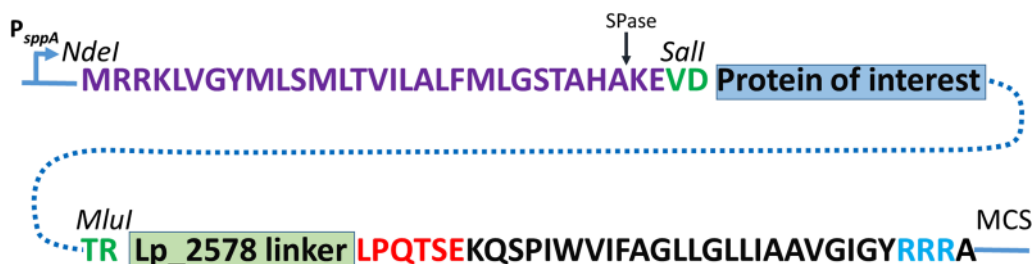 SPase
PsppA NdeI SalI
MRRKLVGYMLSMLTVILALFMLGSTAHAKEVD Protein of interest
MluI MCS
TR Lp_2578 linker LPQTSEKQSPIWVIFAGLLGLLIAAVGIGYRRRA